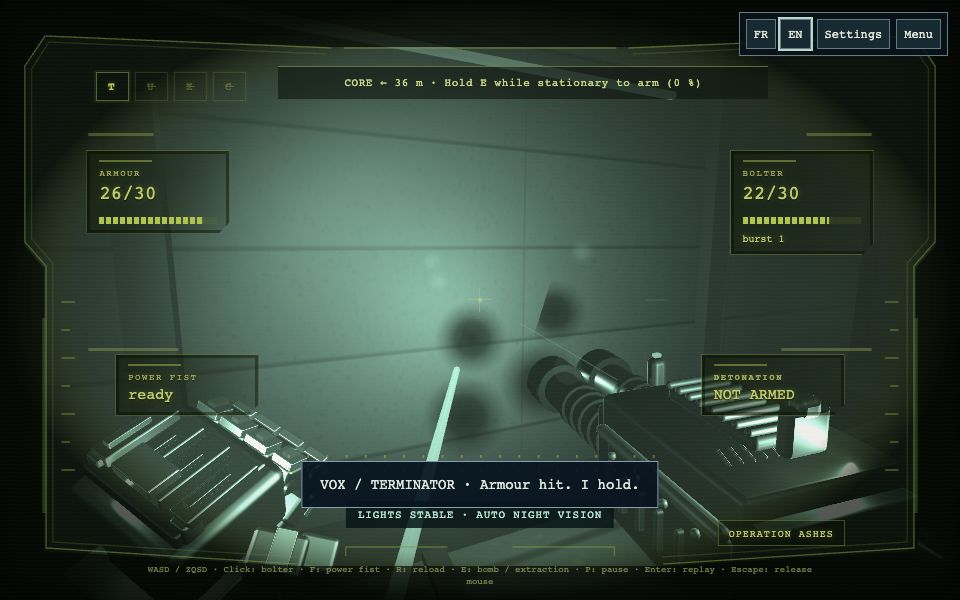 FR EN Settings Menu
T U X C
CORE ← 36 m · Hold E while stationary to arm (0 %)
ARMOUR
26/30
BOLTER
22/30
burst 1
POWER FIST
ready
DETONATION
NOT ARMED
VOX / TERMINATOR · Armour hit. I hold.
LIGHTS STABLE · AUTO NIGHT VISION
OPERATION ASHES
WASD / ZQSD · Click: bolter · F: power fist · R: reload · E: bomb / extraction · P: pause · Enter: replay · Escape: release
mouse